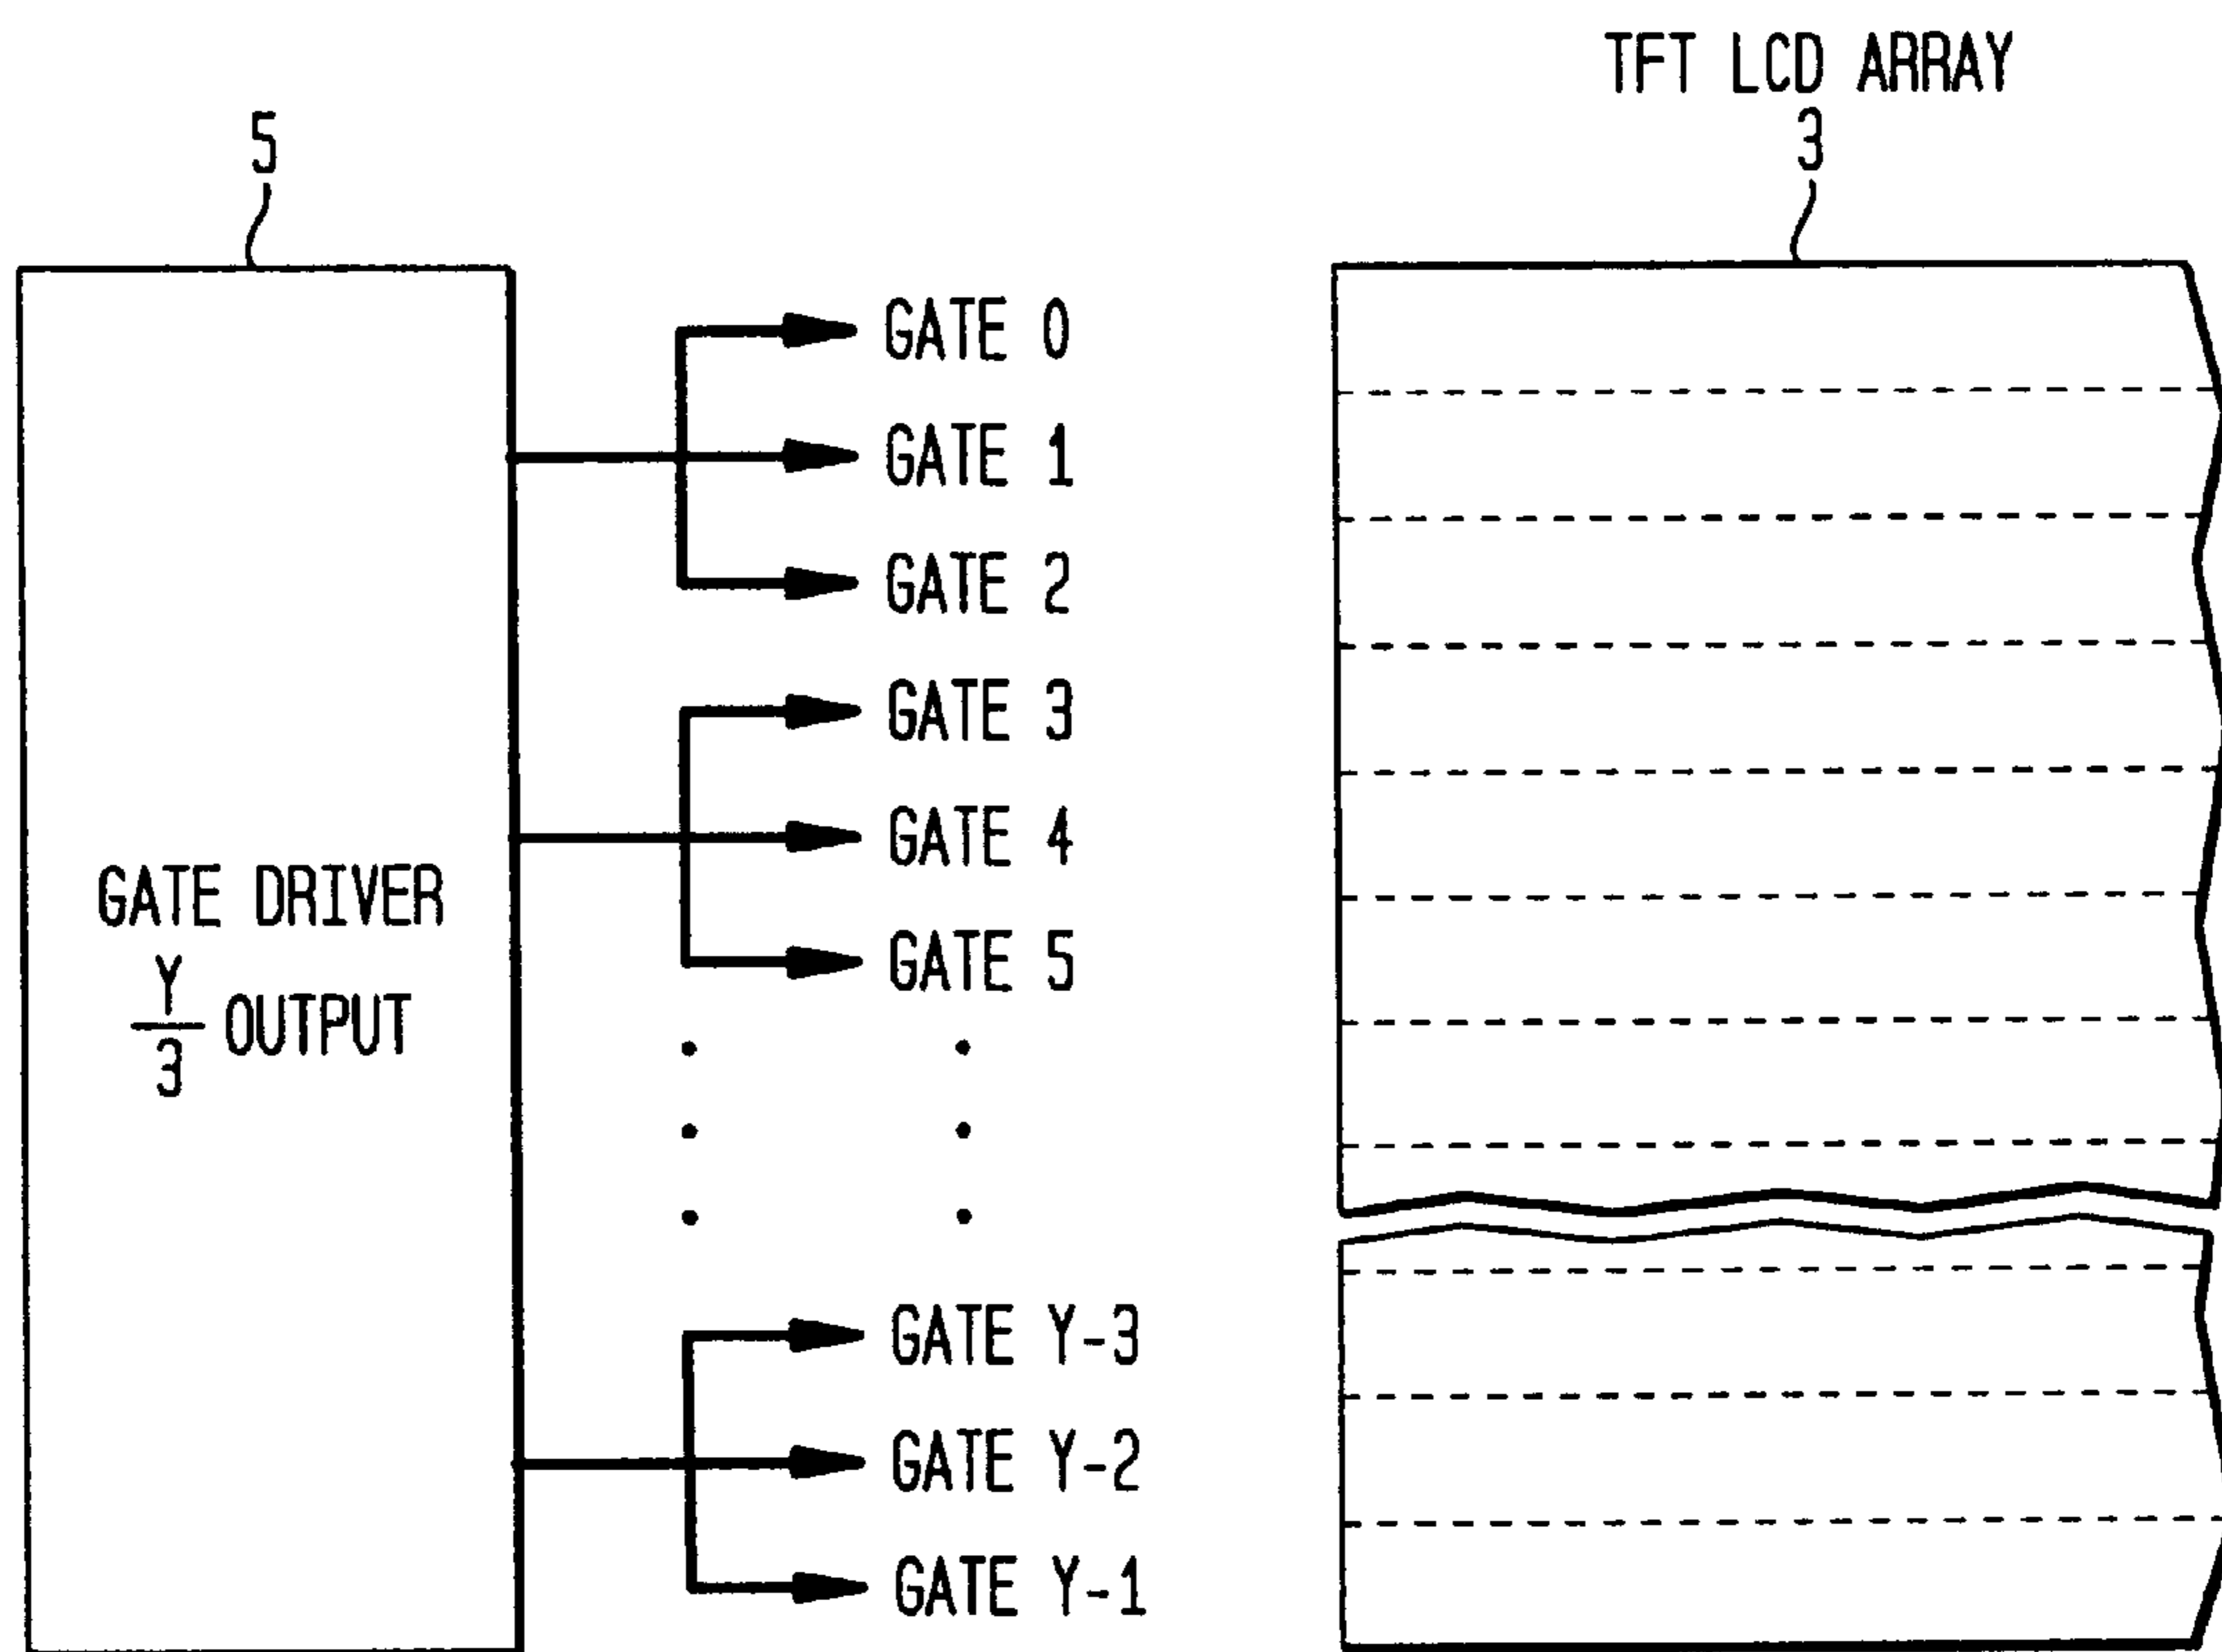 TFT LCD ARRAY
3
5
GATE 0
GATE 1
GATE 2
GATE 3
GATE 4
GATE 5
GATE DRIVER
Y
3
OUTPUT
GATE Y-3
GATE Y-2
GATE Y-1